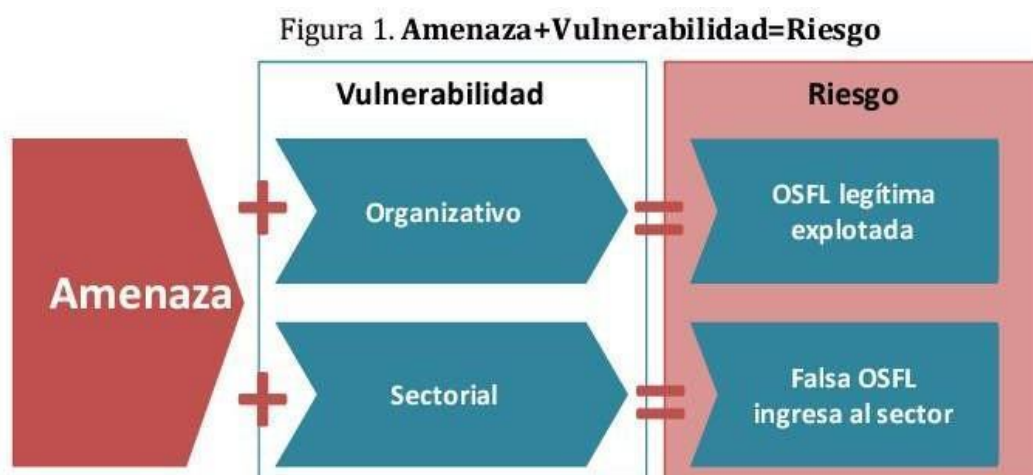 Figura 1. Amenaza+Vulnerabilidad=Riesgo
Vulnerabilidad
Riesgo
Amenaza
+
Organizativo
=
OSFL legítima
explotada
+
Sectorial
=
Falsa OSFL
ingresa al sector